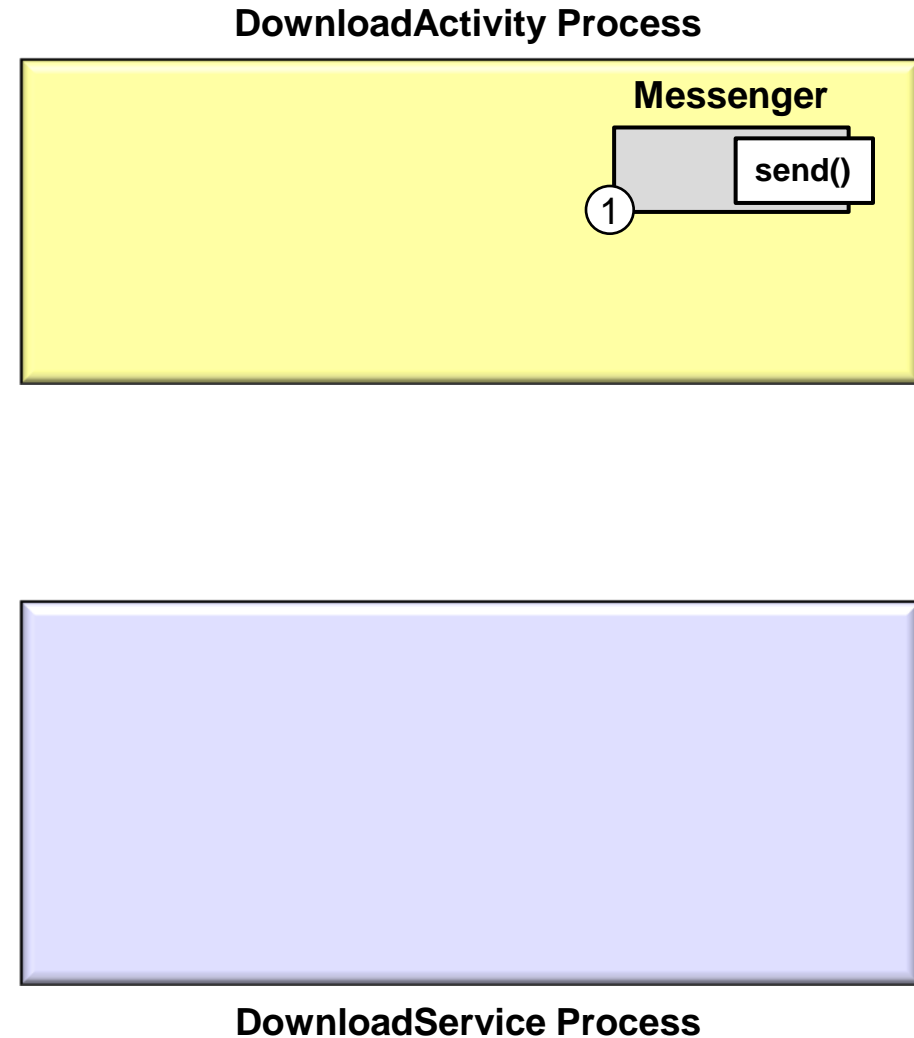 DownloadActivity Process
Messenger
send()
1
DownloadService Process